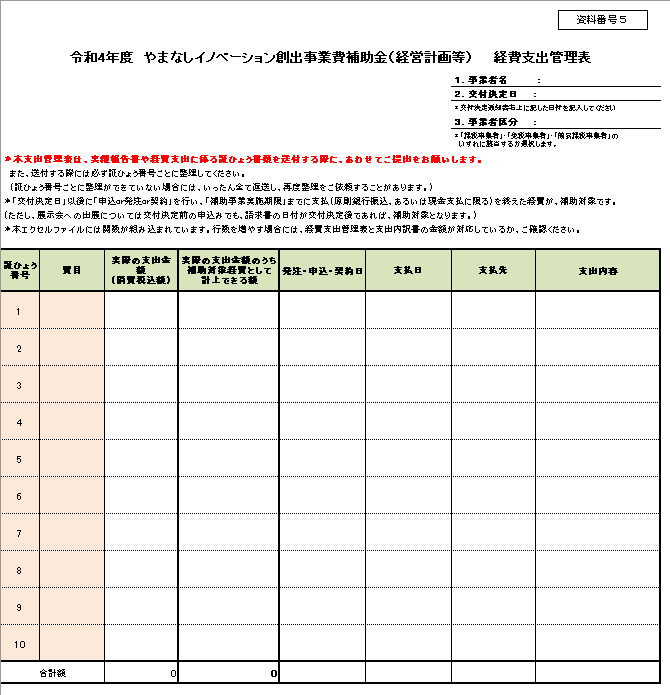 資料番号５
令和4年度　やまなしイノベーション創出事業費補助金（経営計画等）　経費支出管理表
１．事業者名　：
２．交付決定日　：
＊交付決定通知書右上に記した日付を記入してください
３．事業者区分　：
＊「課税事業者」・「免税事業者」・「簡易課税事業者」の
いずれに該当するか選択します。
＊本支出管理表は、実績報告書や経費支出に係る証ひょう書類を送付する際に、あわせてご提出をお願いします。
また、送付する際には必ず証ひょう番号ごとに整理してください。
（証ひょう番号ごとに整理ができていない場合には、いったん全て返送し、再度整理をご依頼することがあります。）
＊「交付決定日」以後に「申込or発注or契約」を行い、「補助事業実施期限」までに支払（原則銀行振込、あるいは現金支払に限る）を終えた経費が、補助対象です。
（ただし、展示会への出展については交付決定前の申込みでも、請求書の日付が交付決定後であれば、補助対象となります。）
＊本エクセルファイルには関数が組み込まれています。行数を増やす場合には、経費支出管理表と支出内訳書の金額が対応しているか、ご確認ください。
証ひょう番号　費目　実際の支出金額（消費税込額）　実際の支出金額のうち補助対象経費として計上できる額　発注・申込・契約日　支払日　支払先　支出内容
1
2
3
4
5
6
7
8
9
10
合計額　0　0